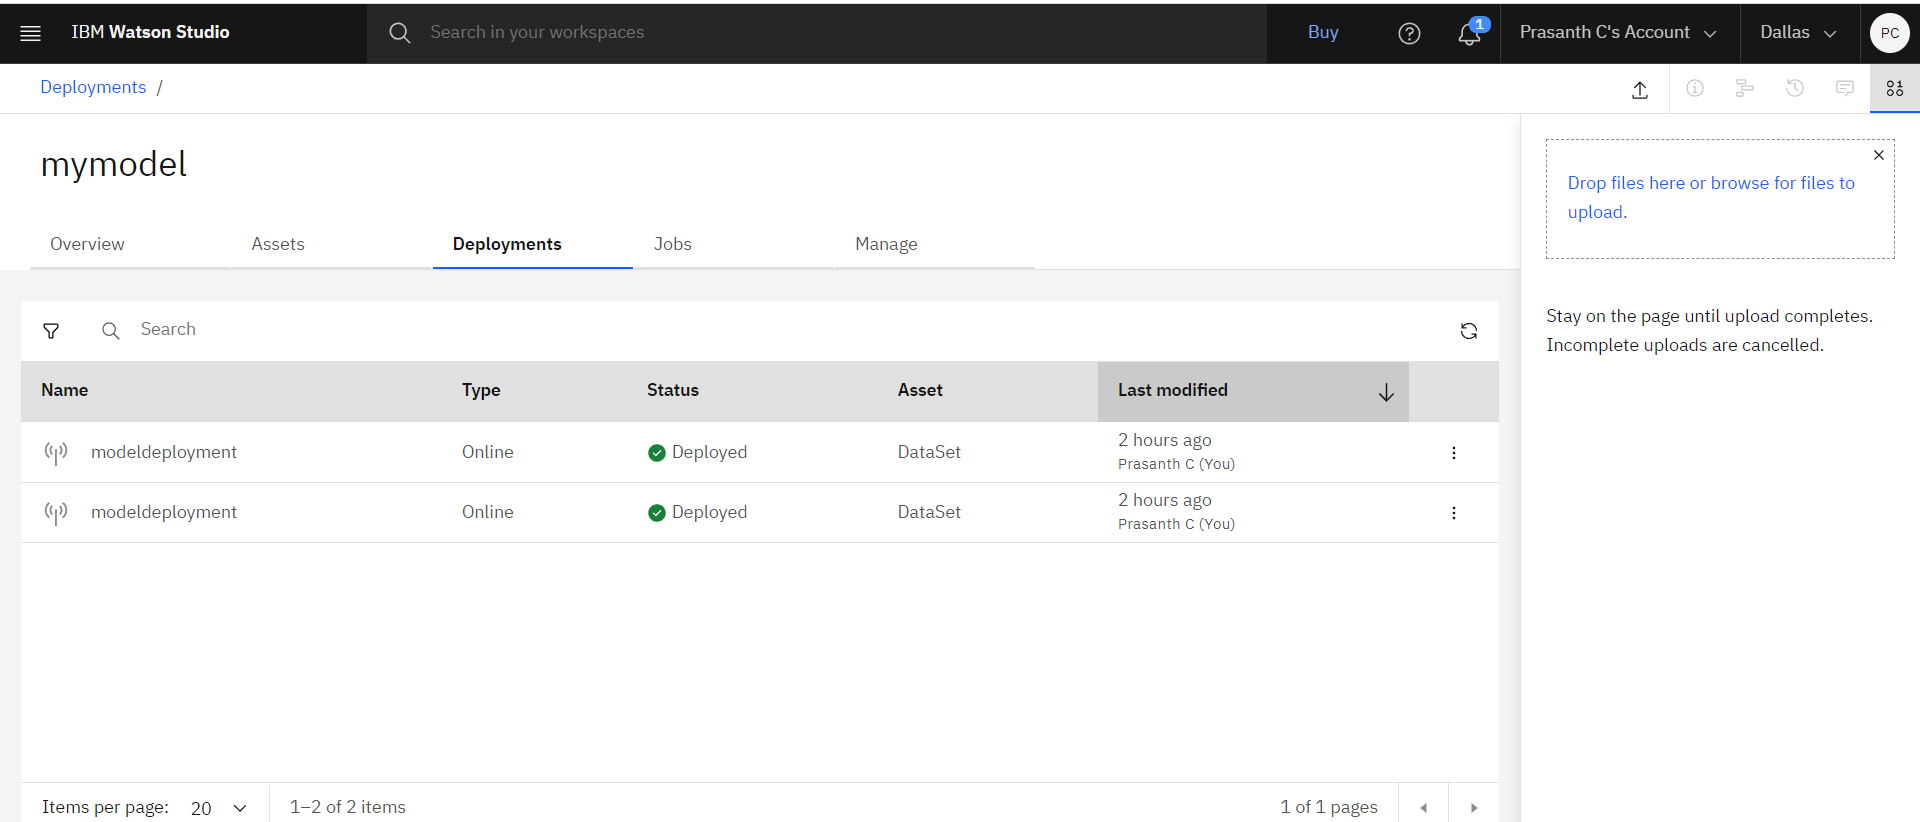 IBM Watson Studio
Search in your workspaces
Buy
1
Prasanth C's Account
Dallas
PC
Deployments /
mymodel
Drop files here or browse for files to
upload.
Overview Assets Deployments Jobs Manage
Stay on the page until upload completes.
Incomplete uploads are cancelled.
Search
Name Type Status Asset Last modified
modeldeployment Online Deployed DataSet 2 hours ago
Prasanth C (You)
modeldeployment Online Deployed DataSet 2 hours ago
Prasanth C (You)
Items per page: 20 1–2 of 2 items 1 of 1 pages